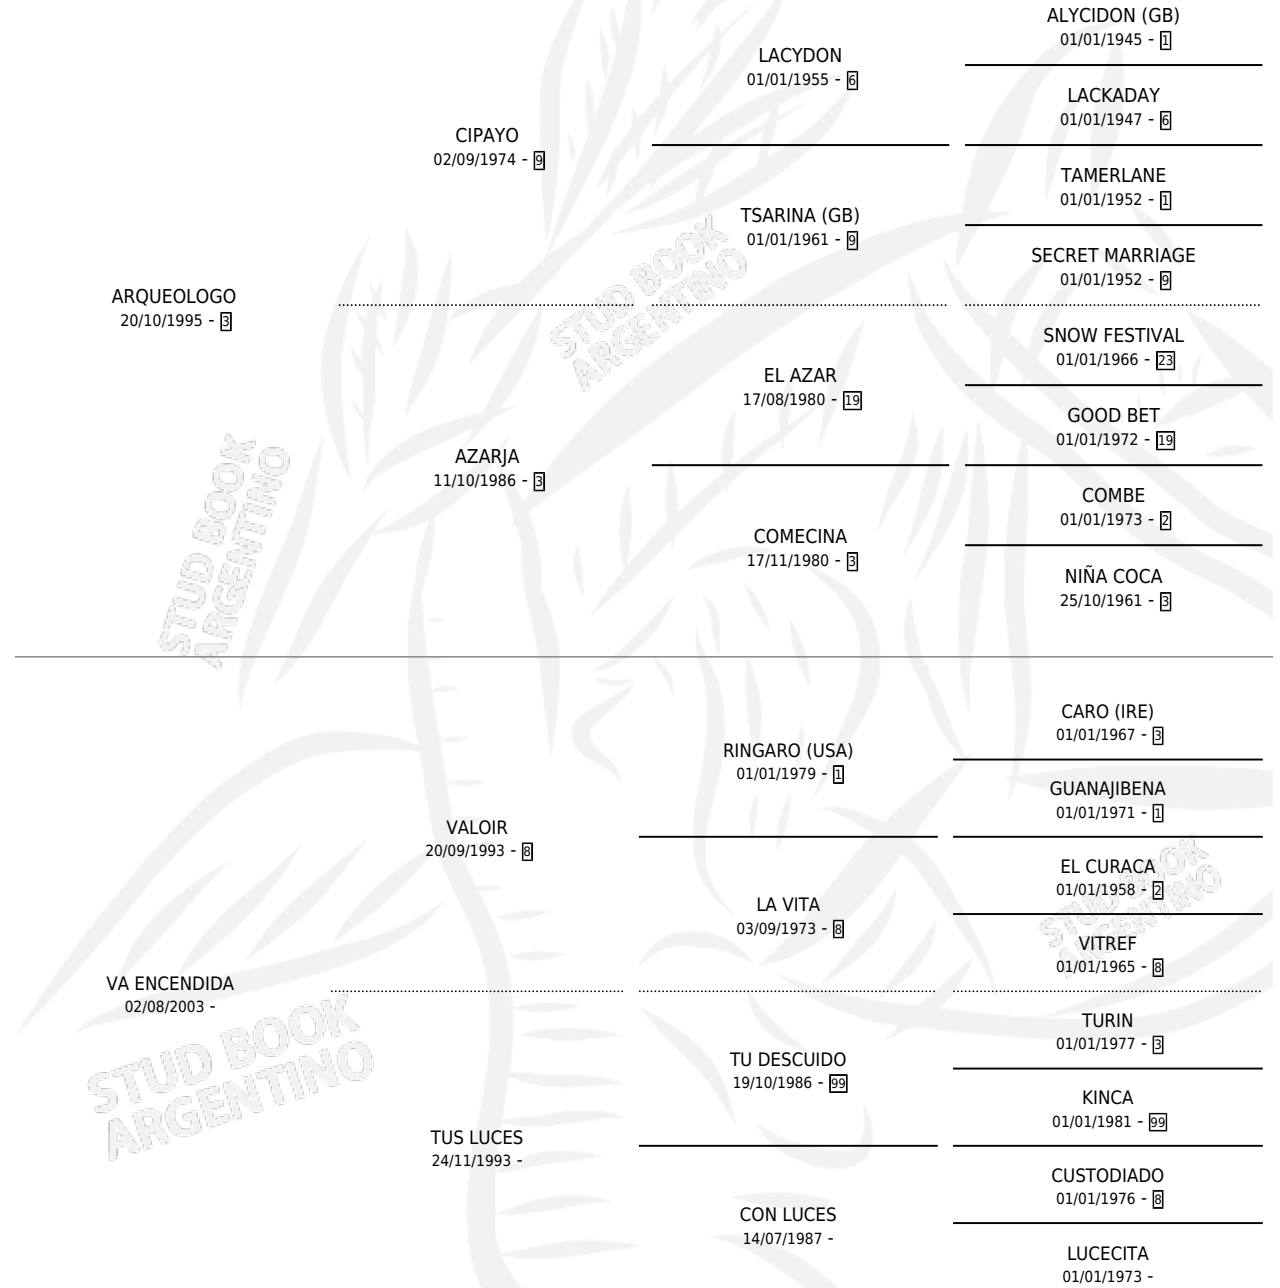 ALYCIDON (GB)
01/01/1945 - 1
LACYDON
01/01/1955 - 6
LACKADAY
01/01/1947 - 6
CIPAYO
02/09/1974 - 9
TAMERLANE
01/01/1952 - 1
TSARINA (GB)
01/01/1961 - 9
SECRET MARRIAGE
01/01/1952 - 9
ARQUEOLOGO
20/10/1995 - 3
STUD BOOK
ARGENTINO
SNOW FESTIVAL
01/01/1966 - 23
EL AZAR
17/08/1980 - 19
GOOD BET
01/01/1972 - 19
AZARJA
11/10/1986 - 3
COMBE
01/01/1973 - 2
COMECINA
17/11/1980 - 3
NIÑA COCA
25/10/1961 - 3
STUD BOOK
ARGENTINO
CARO (IRE)
01/01/1967 - 3
RINGARO (USA)
01/01/1979 - 1
GUANAJIBENA
01/01/1971 - 1
VALOIR
20/09/1993 - 8
EL CURACA
01/01/1958 - 2
LA VITA
03/09/1973 - 8
STUD BOOK
ARGENTINO
VITREF
01/01/1965 - 8
VA ENCENDIDA
02/08/2003 -
TURIN
01/01/1977 - 3
TU DESCUIDO
19/10/1986 - 99
STUD BOOK
ARGENTINO
KINCA
01/01/1981 - 99
TUS LUCES
24/11/1993 -
CUSTODIADO
01/01/1976 - 8
CON LUCES
14/07/1987 -
LUCECITA
01/01/1973 -